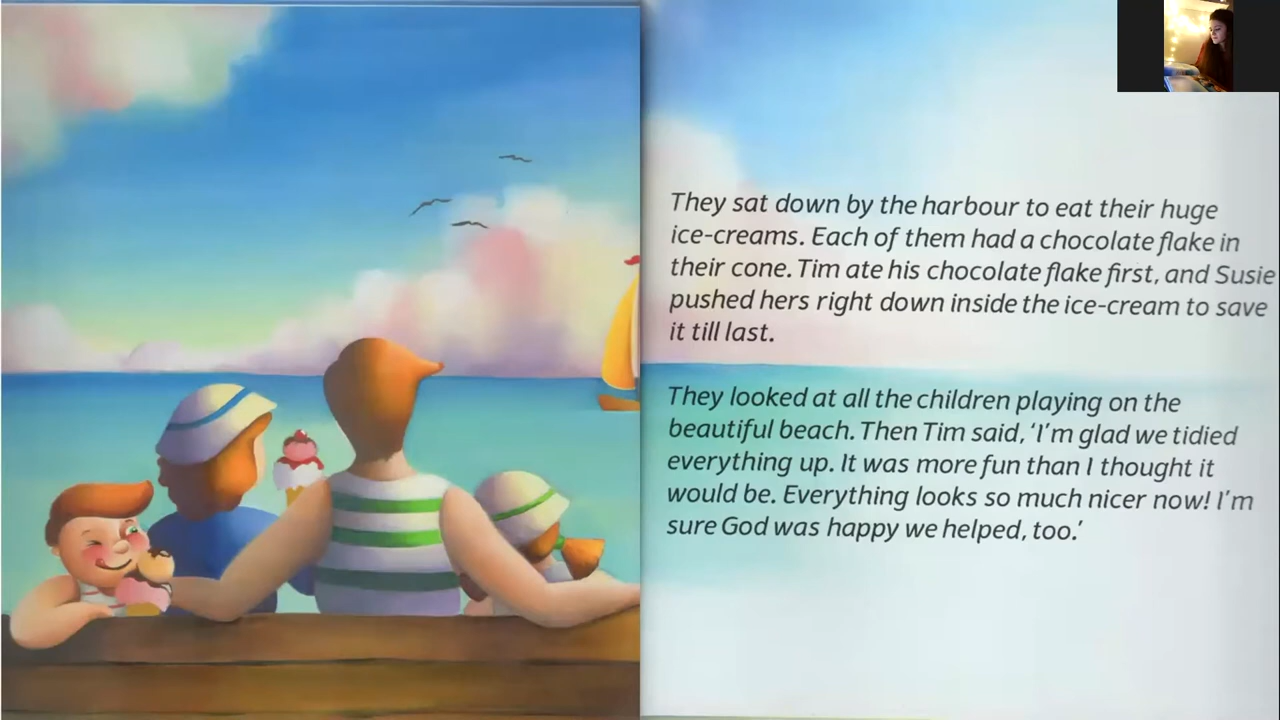 They sat down by the harbour to eat their huge
ice-creams. Each of them had a chocolate flake in
their cone. Tim ate his chocolate flake first, and Susie
pushed hers right down inside the ice-cream to save
it till last.
They looked at all the children playing on the
beautiful beach. Then Tim said, ‘I’m glad we tidied
everything up. It was more fun than I thought it
would be. Everything looks so much nicer now! I’m
sure God was happy we helped, too.’